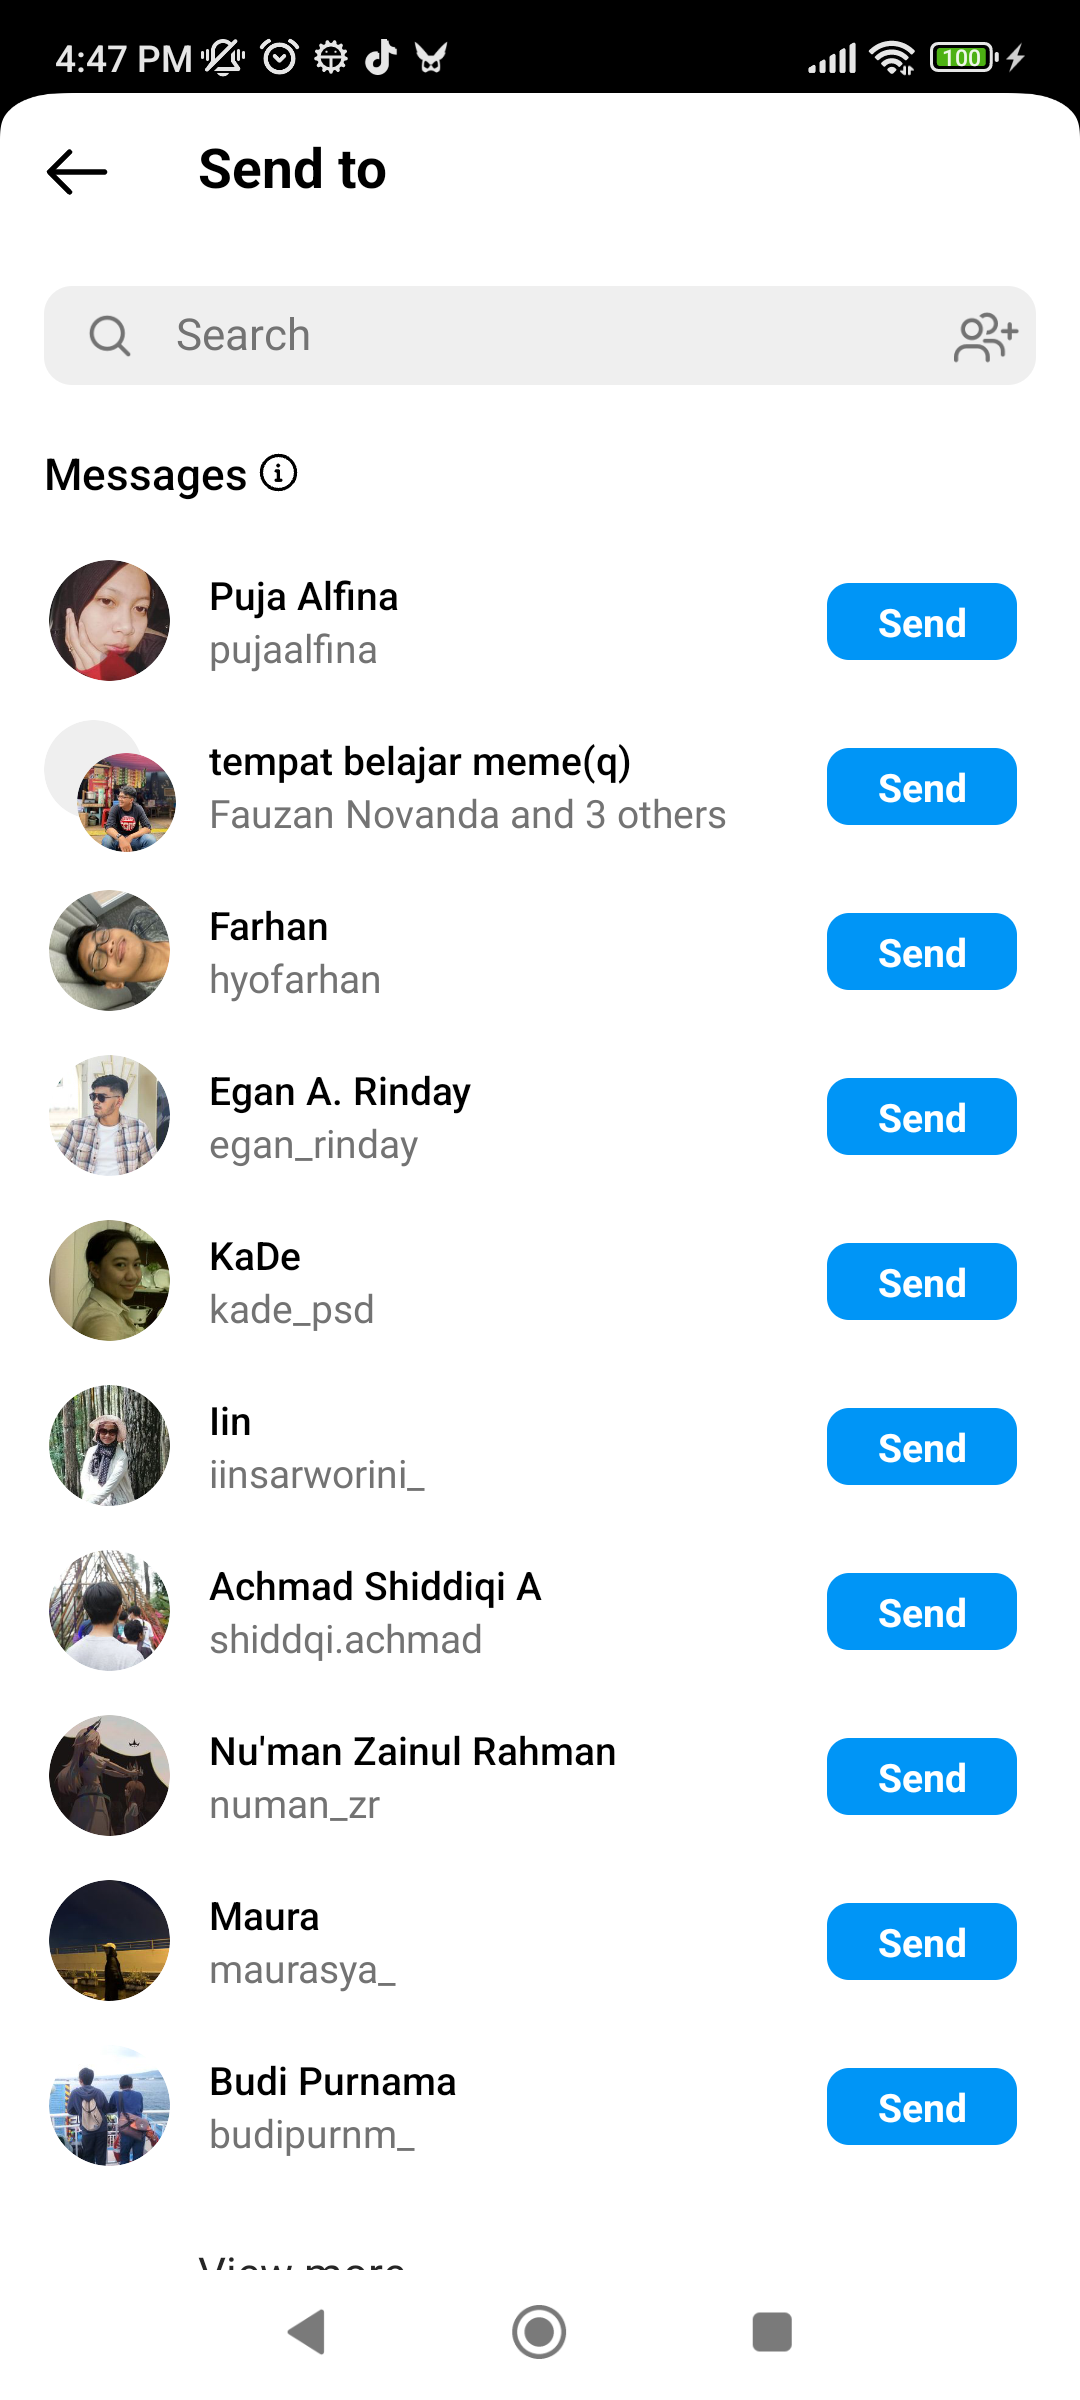 4:47 PM
100
Send to
Search
Messages
Puja Alfina
pujaalfina
Send
tempat belajar meme(q)
Fauzan Novanda and 3 others
Send
Farhan
hyofarhan
Send
Egan A. Rinday
egan_rinday
Send
KaDe
kade_psd
Send
Iin
iinsarworini_
Send
Achmad Shiddiqi A
shiddqi.achmad
Send
Nu'man Zainul Rahman
numan_zr
Send
Maura
maurasya_
Send
Budi Purnama
budipurnm_
Send
View more